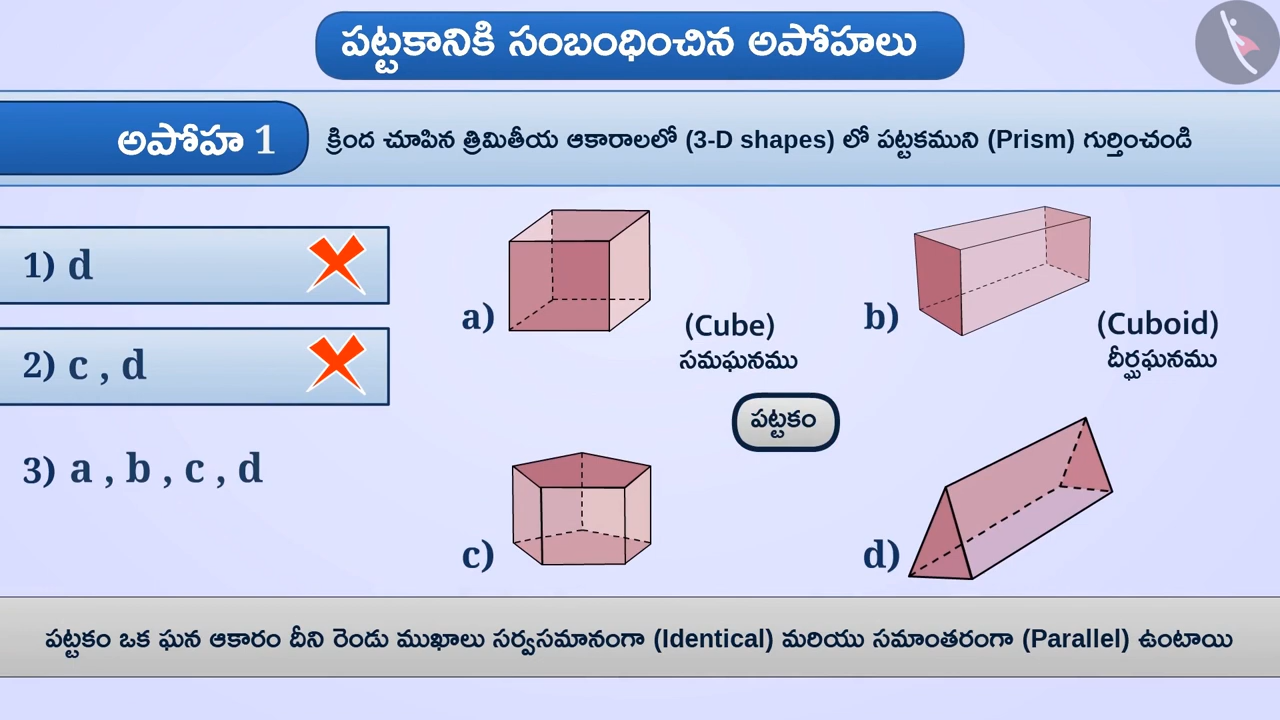 పట్టకానికి సంబంధించిన అపోహలు
అపోహ 1
క్రింద చూపిన త్రిమితీయ ఆకారాలలో (3-D shapes) లో పట్టకముని (Prism) గుర్తించండి
1) d
2) c , d
3) a , b , c , d
a)
(Cube)
సమఘనము
b)
(Cuboid)
దీర్ఘఘనము
పట్టకం
c)
d)
పట్టకం ఒక ఘన ఆకారం దీని రెండు ముఖాలు సర్వసమానంగా (Identical) మరియు సమాంతరంగా (Parallel) ఉంటాయి